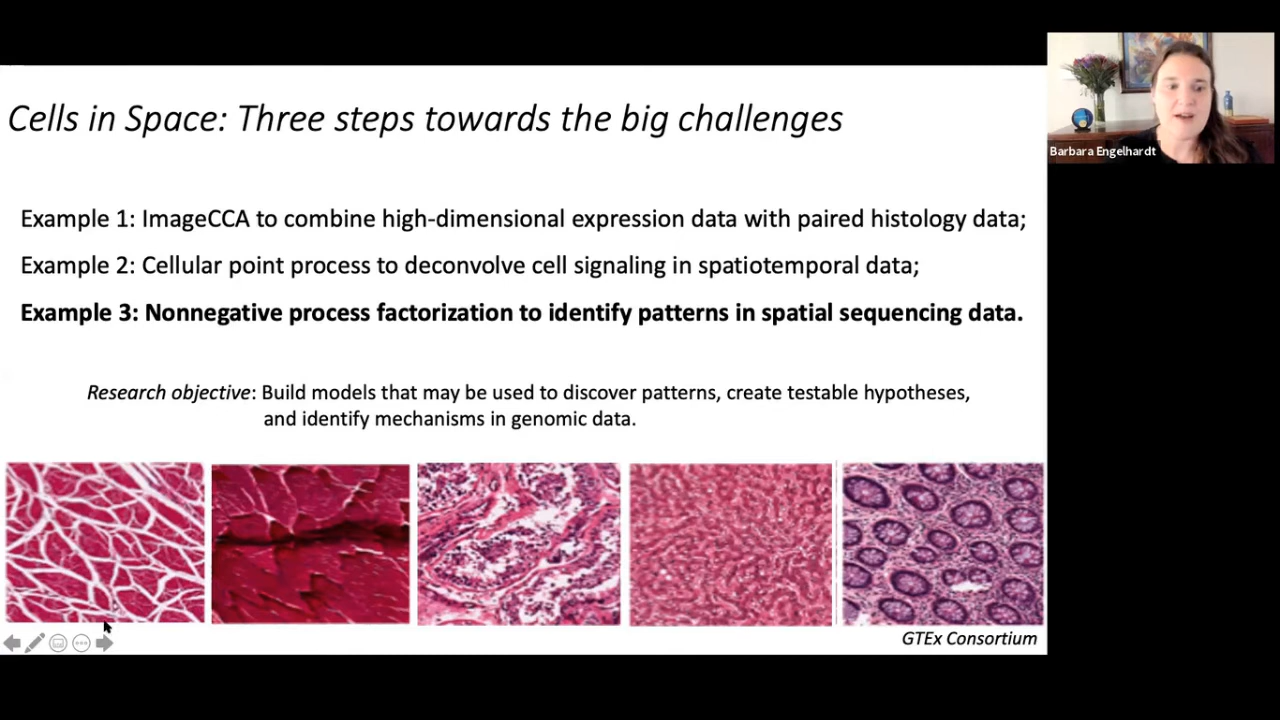 Cells in Space: Three steps towards the big challenges
Barbara Engelhardt
Example 1: ImageCCA to combine high-dimensional expression data with paired histology data;
Example 2: Cellular point process to deconvolve cell signaling in spatiotemporal data;
Example 3: Nonnegative process factorization to identify patterns in spatial sequencing data.
Research objective: Build models that may be used to discover patterns, create testable hypotheses,
and identify mechanisms in genomic data.
GTEx Consortium